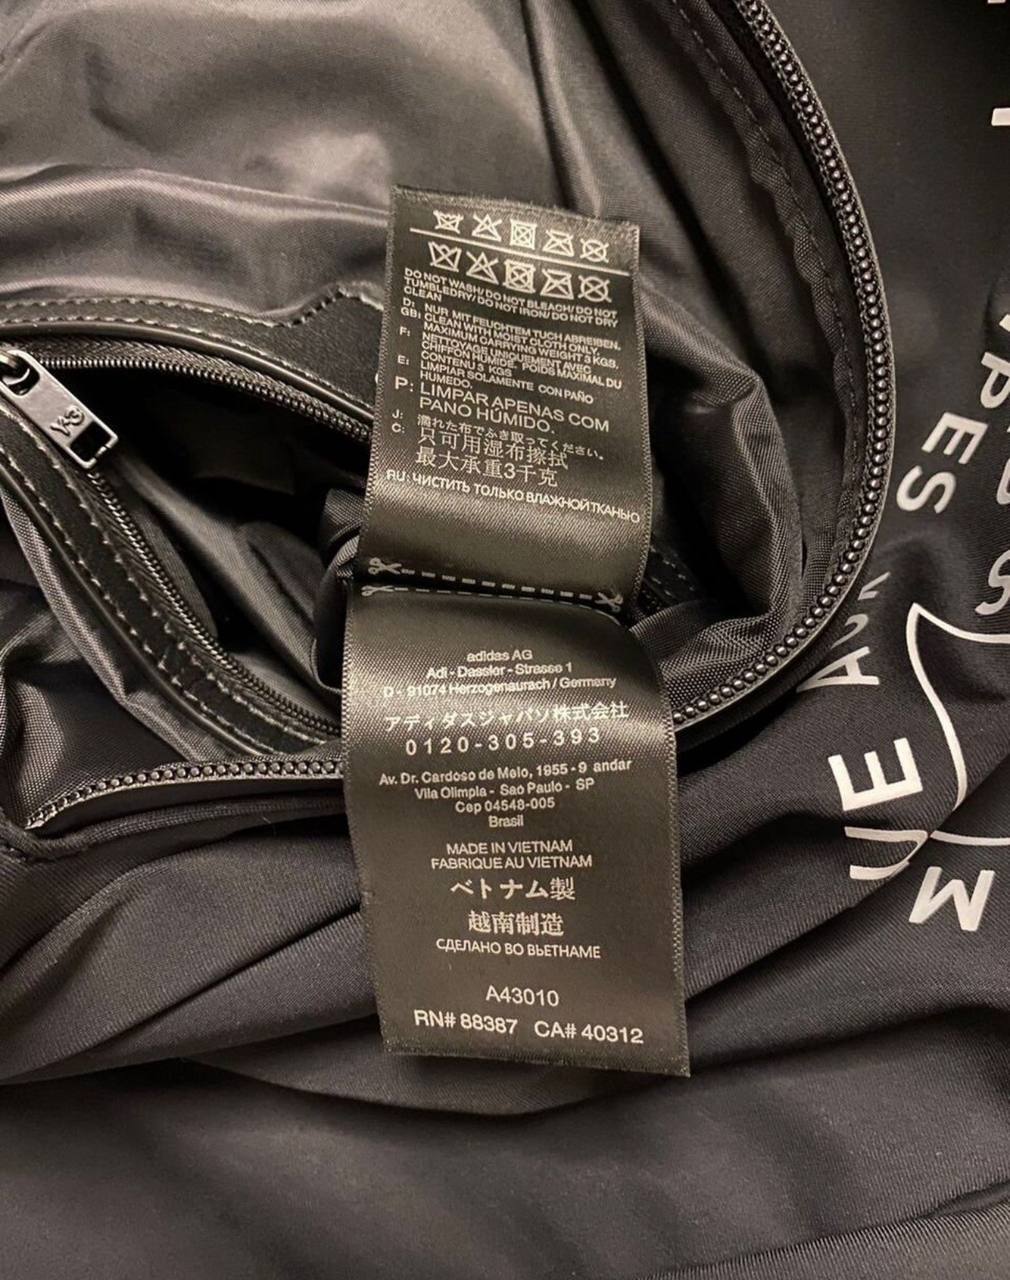 DO NOT WASH/ DO NOT BLEACH/ DO NOT
TUMBLEDRY/ DO NOT IRON/ DO NOT DRY
CLEAN
D: NUR MIT FEUCHTEM TUCH ABREIBEN.
GB: CLEAN WITH MOIST CLOTH ONLY.
MAXIMUM CARRYING WEIGHT 3 KGS.
F: NETTOYAGE UNIQUEMENT AVEC
CHIFFON HUMIDE. POIDS MAXIMAL DU
CONTENU 3 KGS
E: LIMPIAR SOLAMENTE CON PAÑO
HUMEDO.
P: LIMPAR APENAS COM
PANO HÚMIDO.
J: 濡れた布でふき取ってください。
C: 只可用湿布擦拭
最大承重3千克
RU: ЧИСТИТЬ ТОЛЬКО ВЛАЖНОЙ ТКАНЬЮ
adidas AG
Adi - Dassler - Strasse 1
D - 91074 Herzogenaurach / Germany
アディダスジャパン株式会社
0120-305-393
Av. Dr. Cardoso de Melo, 1955 - 9 andar
Vila Olimpia - Sao Paulo - SP
Cep 04548-005
Brasil
MADE IN VIETNAM
FABRIQUE AU VIETNAM
ベトナム製
越南制造
СДЕЛАНО ВО ВЬЕТНАМЕ
A43010
RN# 88387 CA# 40312
Y-3